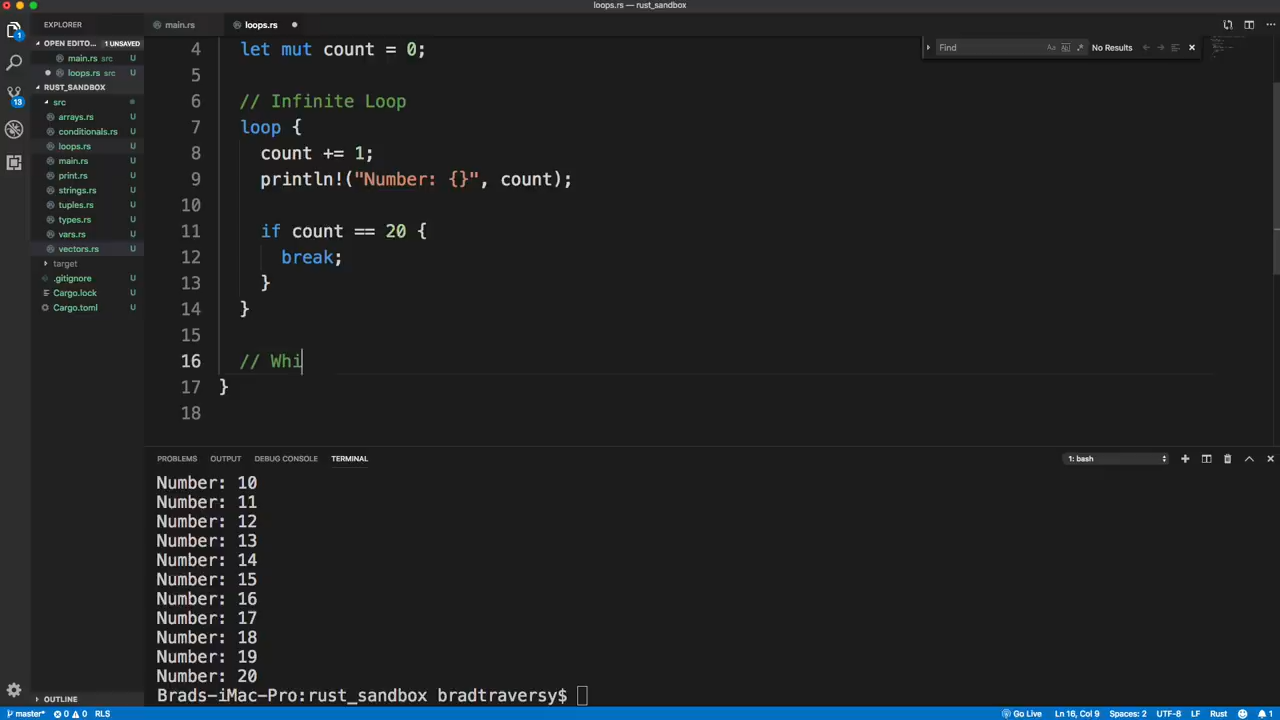 loops.rs — rust_sandbox
EXPLORER
main.rs
loops.rs
OPEN EDITO... 1 UNSAVED
main.rs src
loops.rs src
RUST_SANDBOX
src
arrays.rs U
conditionals.rs U
loops.rs U
main.rs U
print.rs U
strings.rs U
tuples.rs U
types.rs U
vars.rs U
vectors.rs U
target
.gitignore U
Cargo.lock U
Cargo.toml U
OUTLINE
Find
No Results
4 let mut count = 0;
5
6 // Infinite Loop
7 loop {
8 count += 1;
9 println!("Number: {}", count);
10
11 if count == 20 {
12 break;
13 }
14 }
15
16 // Whi
17 }
18
PROBLEMS OUTPUT DEBUG CONSOLE TERMINAL
1: bash
Number: 10
Number: 11
Number: 12
Number: 13
Number: 14
Number: 15
Number: 16
Number: 17
Number: 18
Number: 19
Number: 20
Brads-iMac-Pro:rust_sandbox bradtraversy$
master* 0 0 RLS
Go Live Ln 16, Col 9 Spaces: 2 UTF-8 LF Rust 1